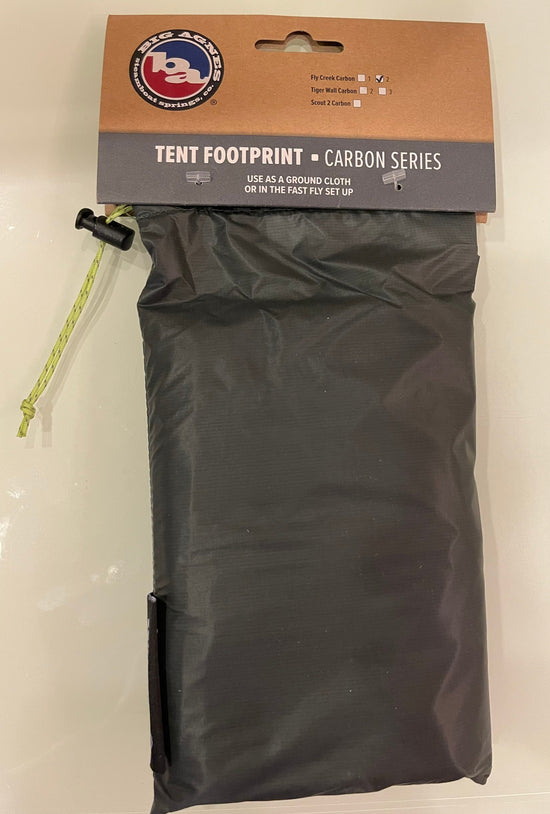 BIG AGNES
ba
steamboat springs, co.
®
Fly Creek Carbon 1 2
Tiger Wall Carbon 2 3
Scout 2 Carbon
TENT FOOTPRINT ▪ CARBON SERIES
USE AS A GROUND CLOTH
OR IN THE FAST FLY SET UP